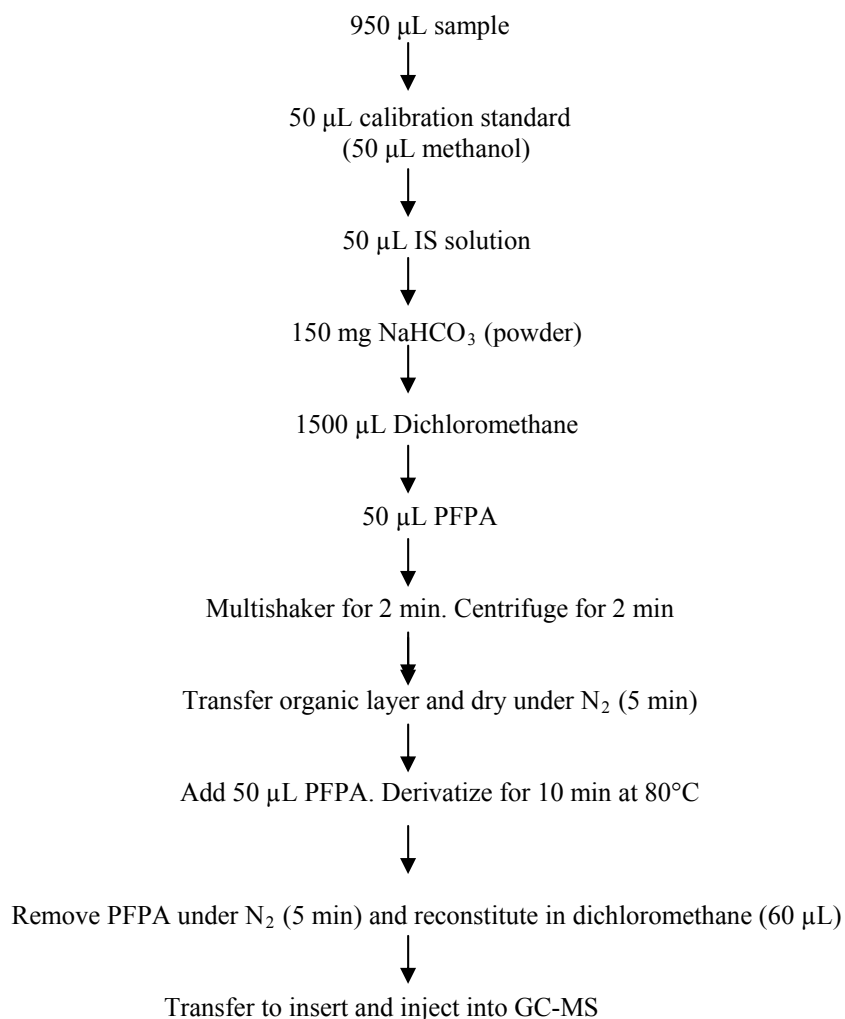 950 µL sample
50 µL calibration standard
(50 µL methanol)
50 µL IS solution
150 mg NaHCO₃ (powder)
1500 µL Dichloromethane
50 µL PFPA
Multishaker for 2 min. Centrifuge for 2 min
Transfer organic layer and dry under N₂ (5 min)
Add 50 µL PFPA. Derivatize for 10 min at 80°C
Remove PFPA under N₂ (5 min) and reconstitute in dichloromethane (60 µL)
Transfer to insert and inject into GC-MS